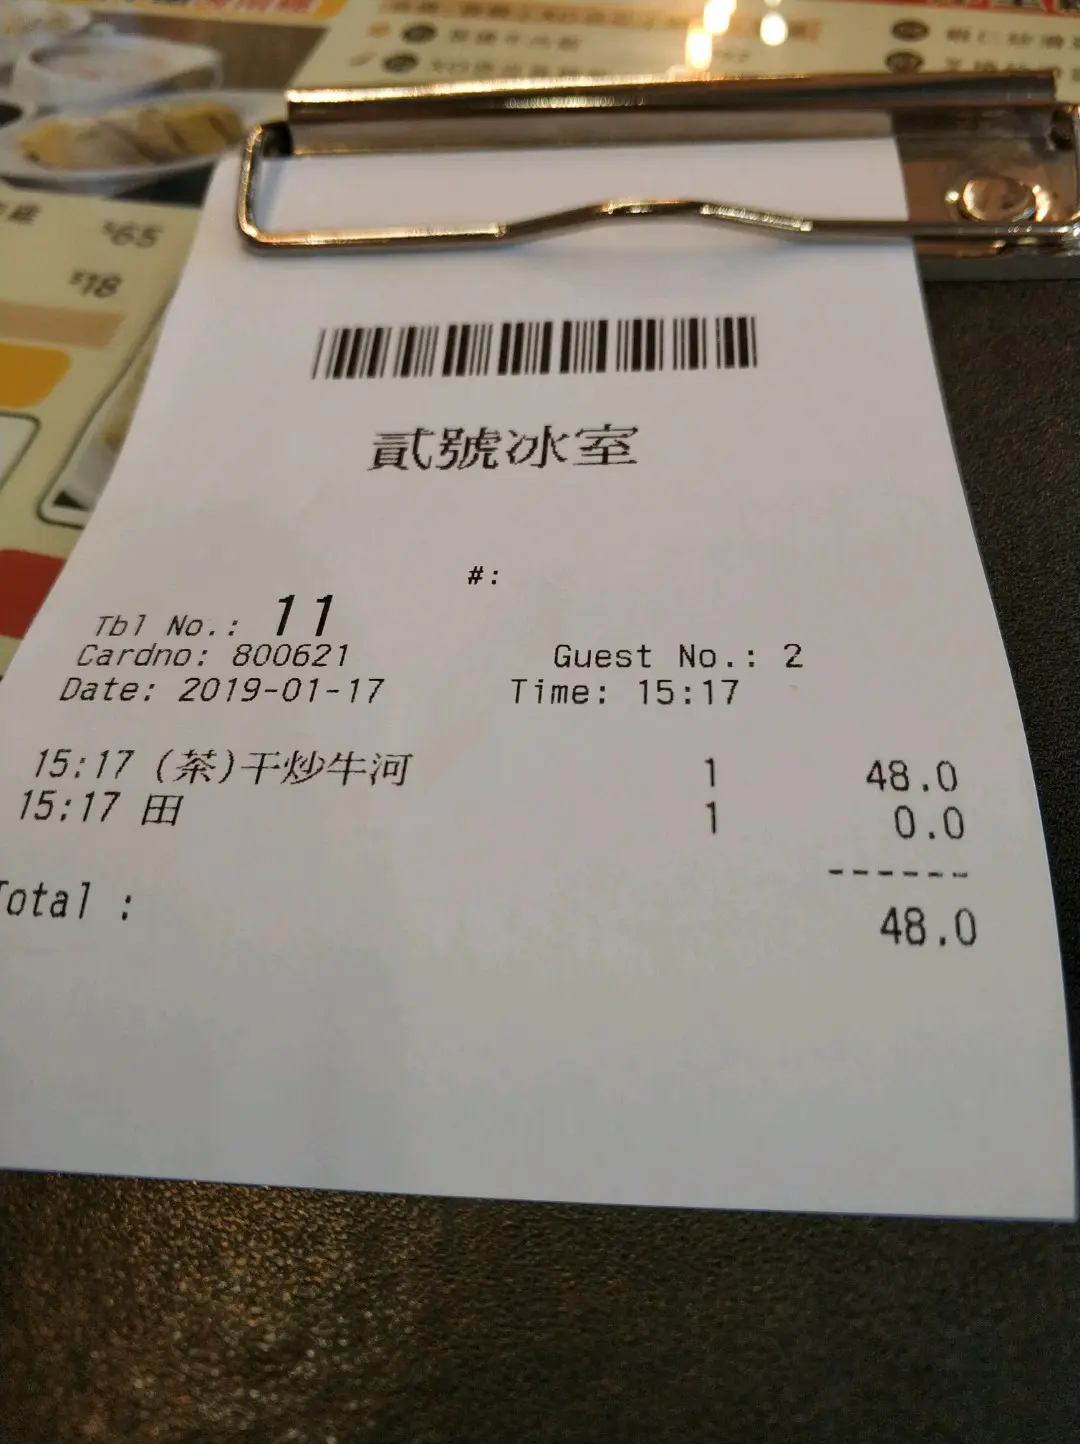 $65
$18
貳號冰室
#:
Tbl No.: 11
Cardno: 800621 Guest No.: 2
Date: 2019-01-17 Time: 15:17
15:17 (茶)干炒牛河 1 48.0
15:17 田 1 0.0
------
Total : 48.0